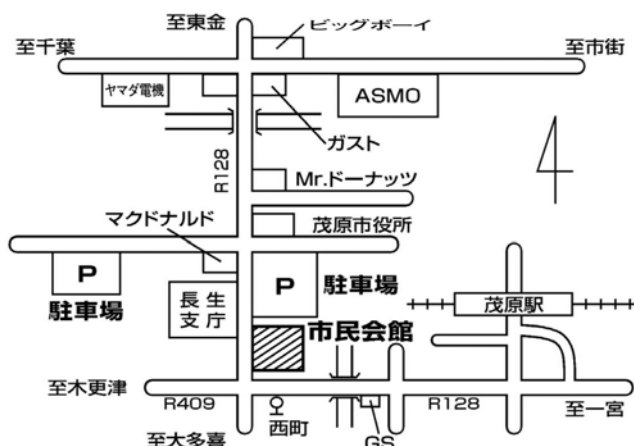 至東金
ビッグボーイ
至千葉
至市街
ヤマダ電機
ASMO
ガスト
R128
Mr.ドーナッツ
マクドナルド
茂原市役所
P
駐車場
長生
支庁
P
駐車場
茂原駅
市民会館
至木更津
R409
西町
R128
至一宮
至大多喜
GS